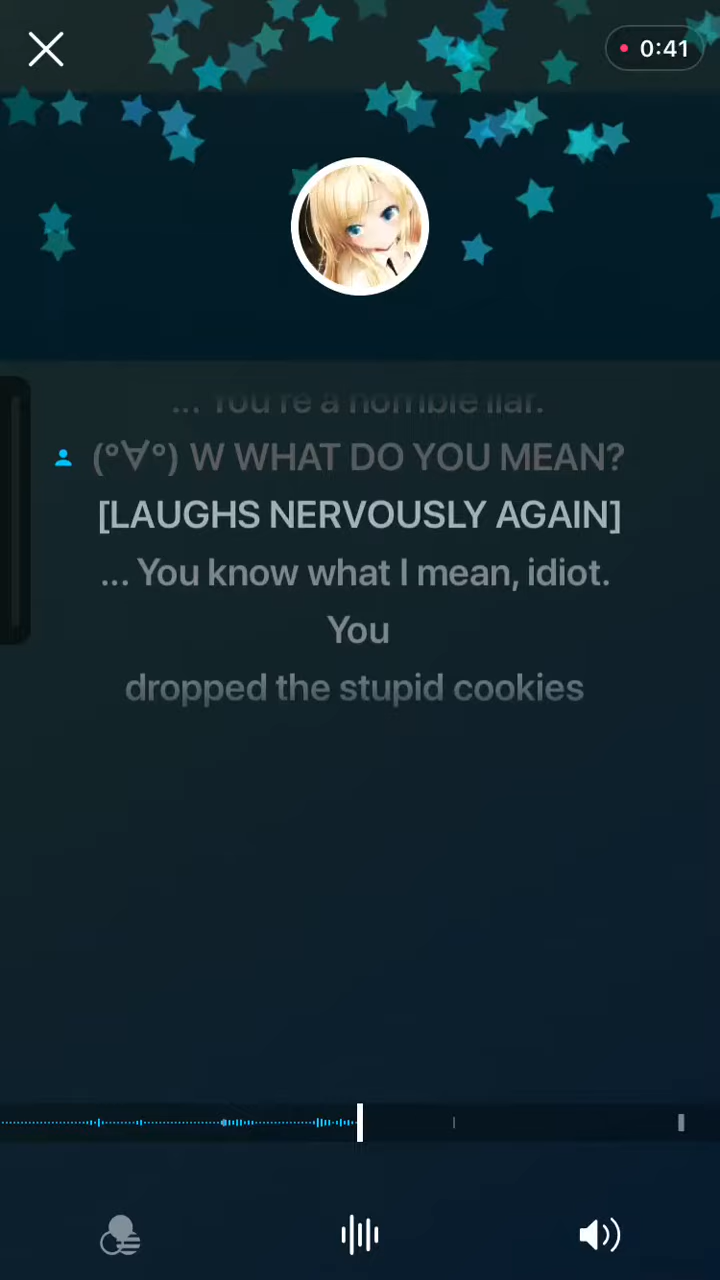 0:41
... You're a horrible liar.
(°∀°) W WHAT DO YOU MEAN?
[LAUGHS NERVOUSLY AGAIN]
... You know what I mean, idiot.
You
dropped the stupid cookies